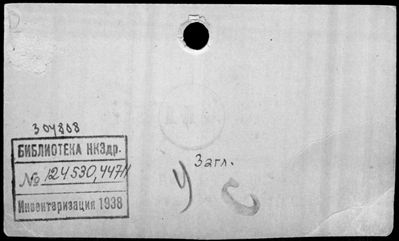 304808
БИБЛИОТЕКА НКЗдр.
№ 124530,4471
Инвентаризация 1938
Загл.
У
С